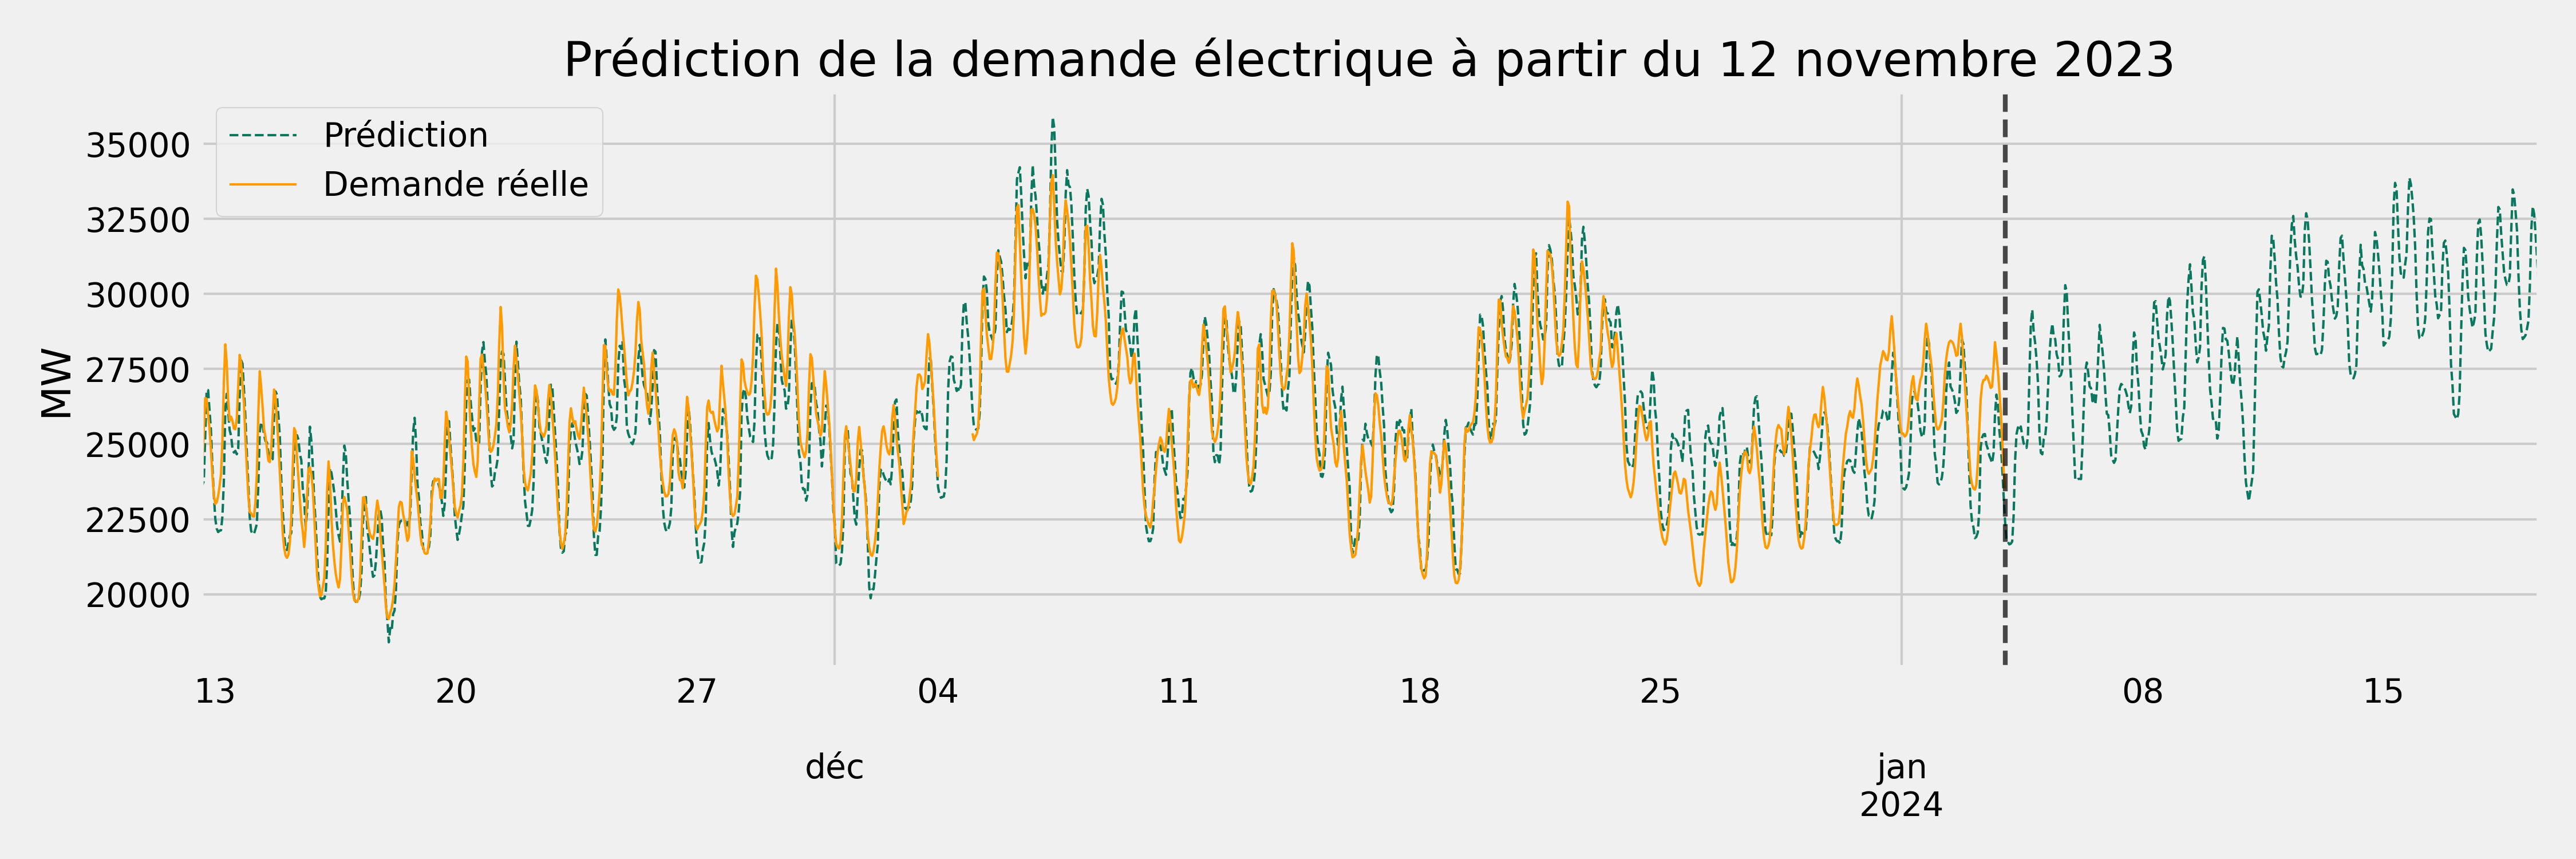 Prédiction de la demande électrique à partir du 12 novembre 2023
Prédiction
Demande réelle
MW
35000
32500
30000
27500
25000
22500
20000
13 20 27 04 11 18 25 08 15
déc jan
2024